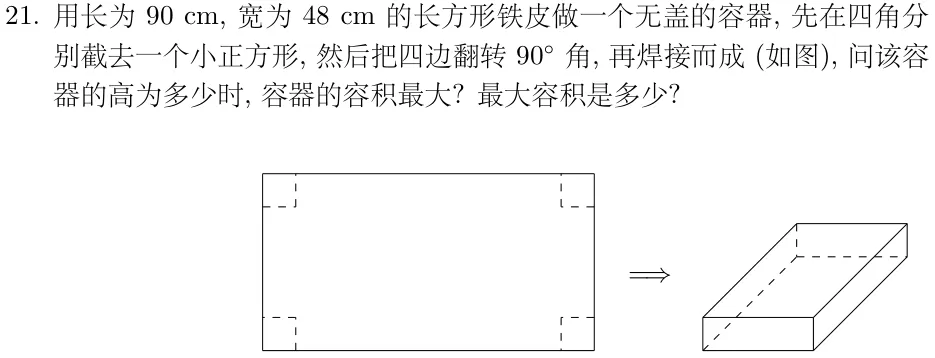 21. 用长为 90 cm, 宽为 48 cm 的长方形铁皮做一个无盖的容器, 先在四角分
别截去一个小正方形, 然后把四边翻转 90° 角, 再焊接而成 (如图), 问该容
器的高为多少时, 容器的容积最大? 最大容积是多少?